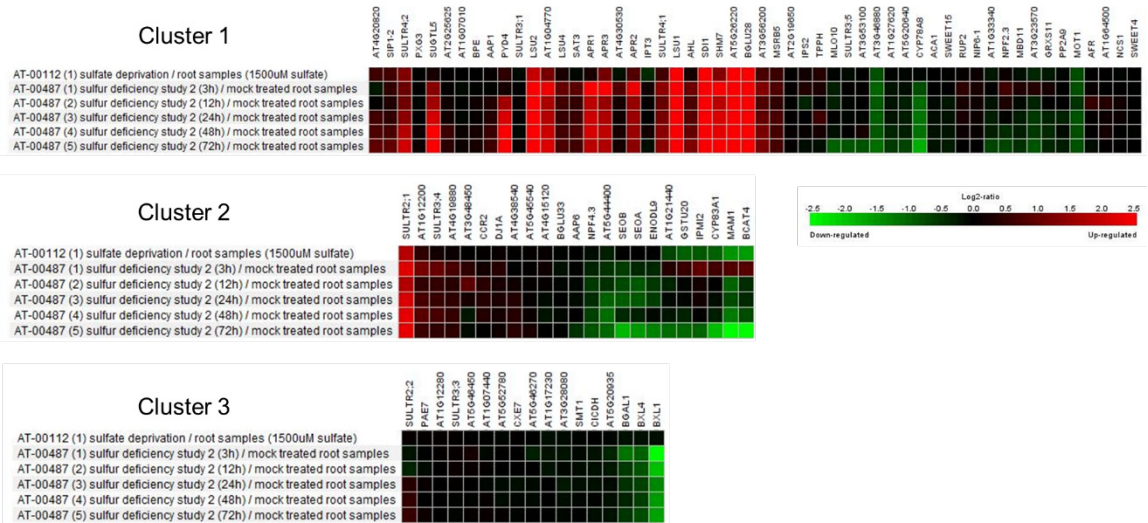 Cluster 1
AT4G20820 SIP1-2 SULTR4;2 PXG3 SUGTL5 AT2G25625 AT1G07010 BPE AAP1 PYD4 SULTR3;1 LSU2 AT1G04770 LSU4 SAT3 APR1 APR3 AT4G30530 APR2 IPT3 SULTR4;1 LSU1 AHL SDI1 SHM7 AT5G26220 BGLU28 AT3G56200 MSRB5 AT2G19650 IPS2 TPPH MLO10 SULTR3;5 AT3G53100 AT3G46880 AT1G27620 AT5G20640 CYP78A8 ACA1 SWEET15 RUP2 NIP6-1 AT1G33340 NPF2.3 MBD11 AT3G23570 GRXS11 PP2A9 MOT1 AFR AT1G64500 NCS1 SWEET4
AT-00112 (1) sulfate deprivation / root samples (1500uM sulfate)
AT-00487 (1) sulfur deficiency study 2 (3h) / mock treated root samples
AT-00487 (2) sulfur deficiency study 2 (12h) / mock treated root samples
AT-00487 (3) sulfur deficiency study 2 (24h) / mock treated root samples
AT-00487 (4) sulfur deficiency study 2 (48h) / mock treated root samples
AT-00487 (5) sulfur deficiency study 2 (72h) / mock treated root samples
Cluster 2
SULTR2;1 AT1G12200 SULTR3;4 AT4G19880 AT3G48450 CCR2 DJ1A AT4G38540 AT5G45540 AT4G15120 BGLU33 AAP6 NPF4.3 AT5G44400 SEOB SEOA ENODL9 AT1G21440 GSTU20 IPMI2 CYP83A1 MAM1 BCAT4
AT-00112 (1) sulfate deprivation / root samples (1500uM sulfate)
AT-00487 (1) sulfur deficiency study 2 (3h) / mock treated root samples
AT-00487 (2) sulfur deficiency study 2 (12h) / mock treated root samples
AT-00487 (3) sulfur deficiency study 2 (24h) / mock treated root samples
AT-00487 (4) sulfur deficiency study 2 (48h) / mock treated root samples
AT-00487 (5) sulfur deficiency study 2 (72h) / mock treated root samples
Log2-ratio
-2.5 -2.0 -1.5 -1.0 -0.5 0.0 0.5 1.0 1.5 2.0 2.5
Down-regulated Up-regulated
Cluster 3
SULTR2;2 PAE7 AT1G12280 SULTR3;3 AT5G46450 AT1G07440 AT5G52780 CXE7 AT5G46270 AT1G17230 AT3G28080 SMT1 CICDH AT5G20935 BGAL1 BXL4 BXL1
AT-00112 (1) sulfate deprivation / root samples (1500uM sulfate)
AT-00487 (1) sulfur deficiency study 2 (3h) / mock treated root samples
AT-00487 (2) sulfur deficiency study 2 (12h) / mock treated root samples
AT-00487 (3) sulfur deficiency study 2 (24h) / mock treated root samples
AT-00487 (4) sulfur deficiency study 2 (48h) / mock treated root samples
AT-00487 (5) sulfur deficiency study 2 (72h) / mock treated root samples